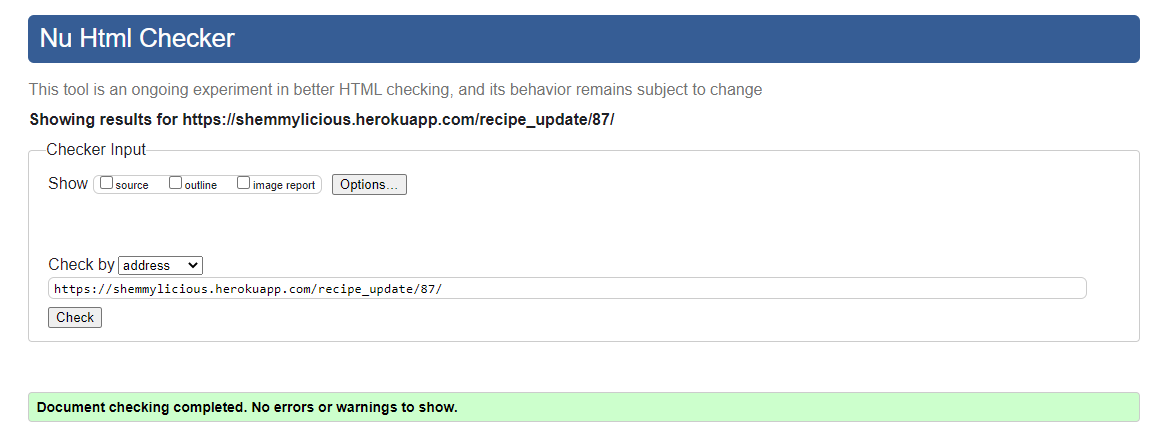 Nu Html Checker
This tool is an ongoing experiment in better HTML checking, and its behavior remains subject to change
Showing results for https://shemmylicious.herokuapp.com/recipe_update/87/
Checker Input
Show source outline image report Options...
Check by address
https://shemmylicious.herokuapp.com/recipe_update/87/
Check
Document checking completed. No errors or warnings to show.